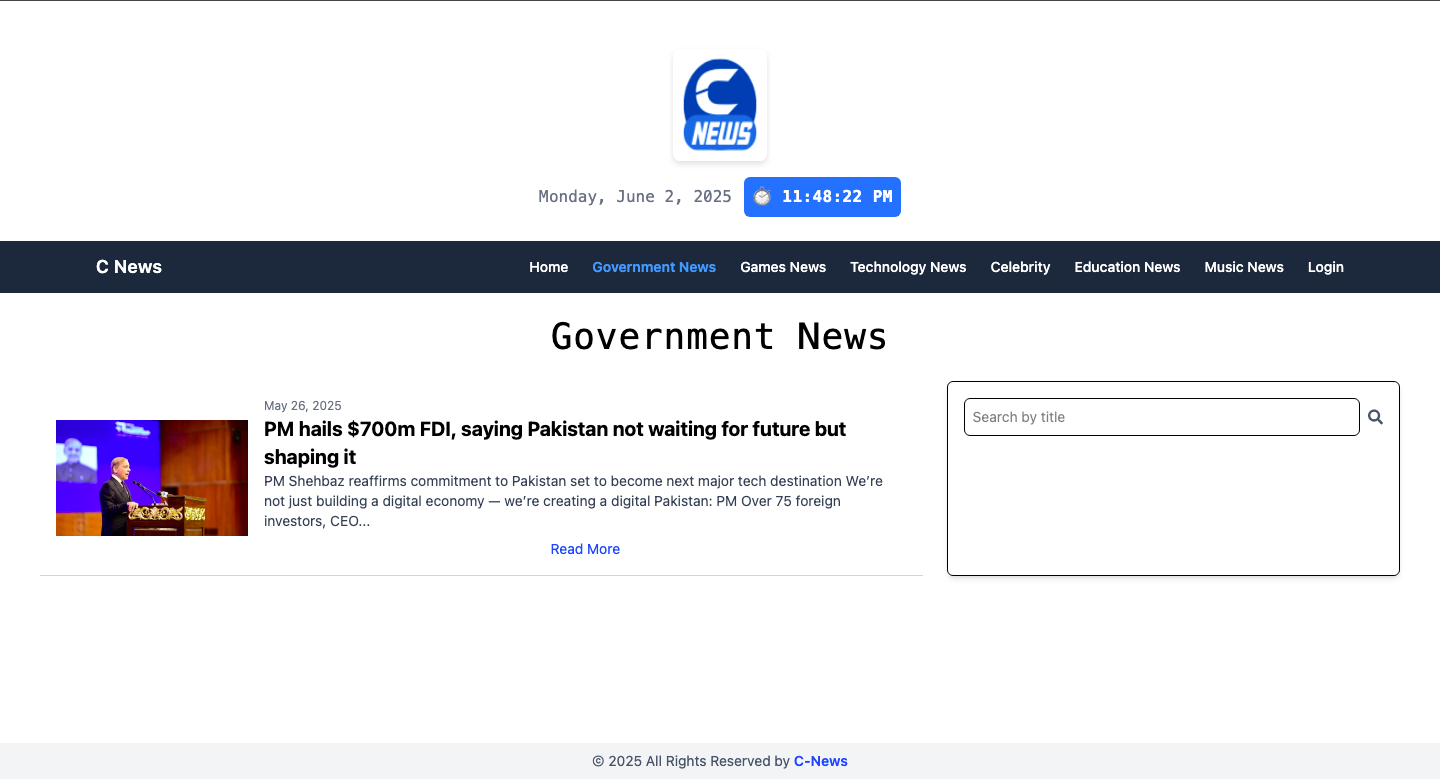 C
NEWS
Monday, June 2, 2025 ⏱ 11:48:22 PM
C News Home Government News Games News Technology News Celebrity Education News Music News Login
Government News
May 26, 2025
PM hails $700m FDI, saying Pakistan not waiting for future but
shaping it
PM Shehbaz reaffirms commitment to Pakistan set to become next major tech destination We’re
not just building a digital economy — we’re creating a digital Pakistan: PM Over 75 foreign
investors, CEO...
Read More
Search by title
© 2025 All Rights Reserved by C-News